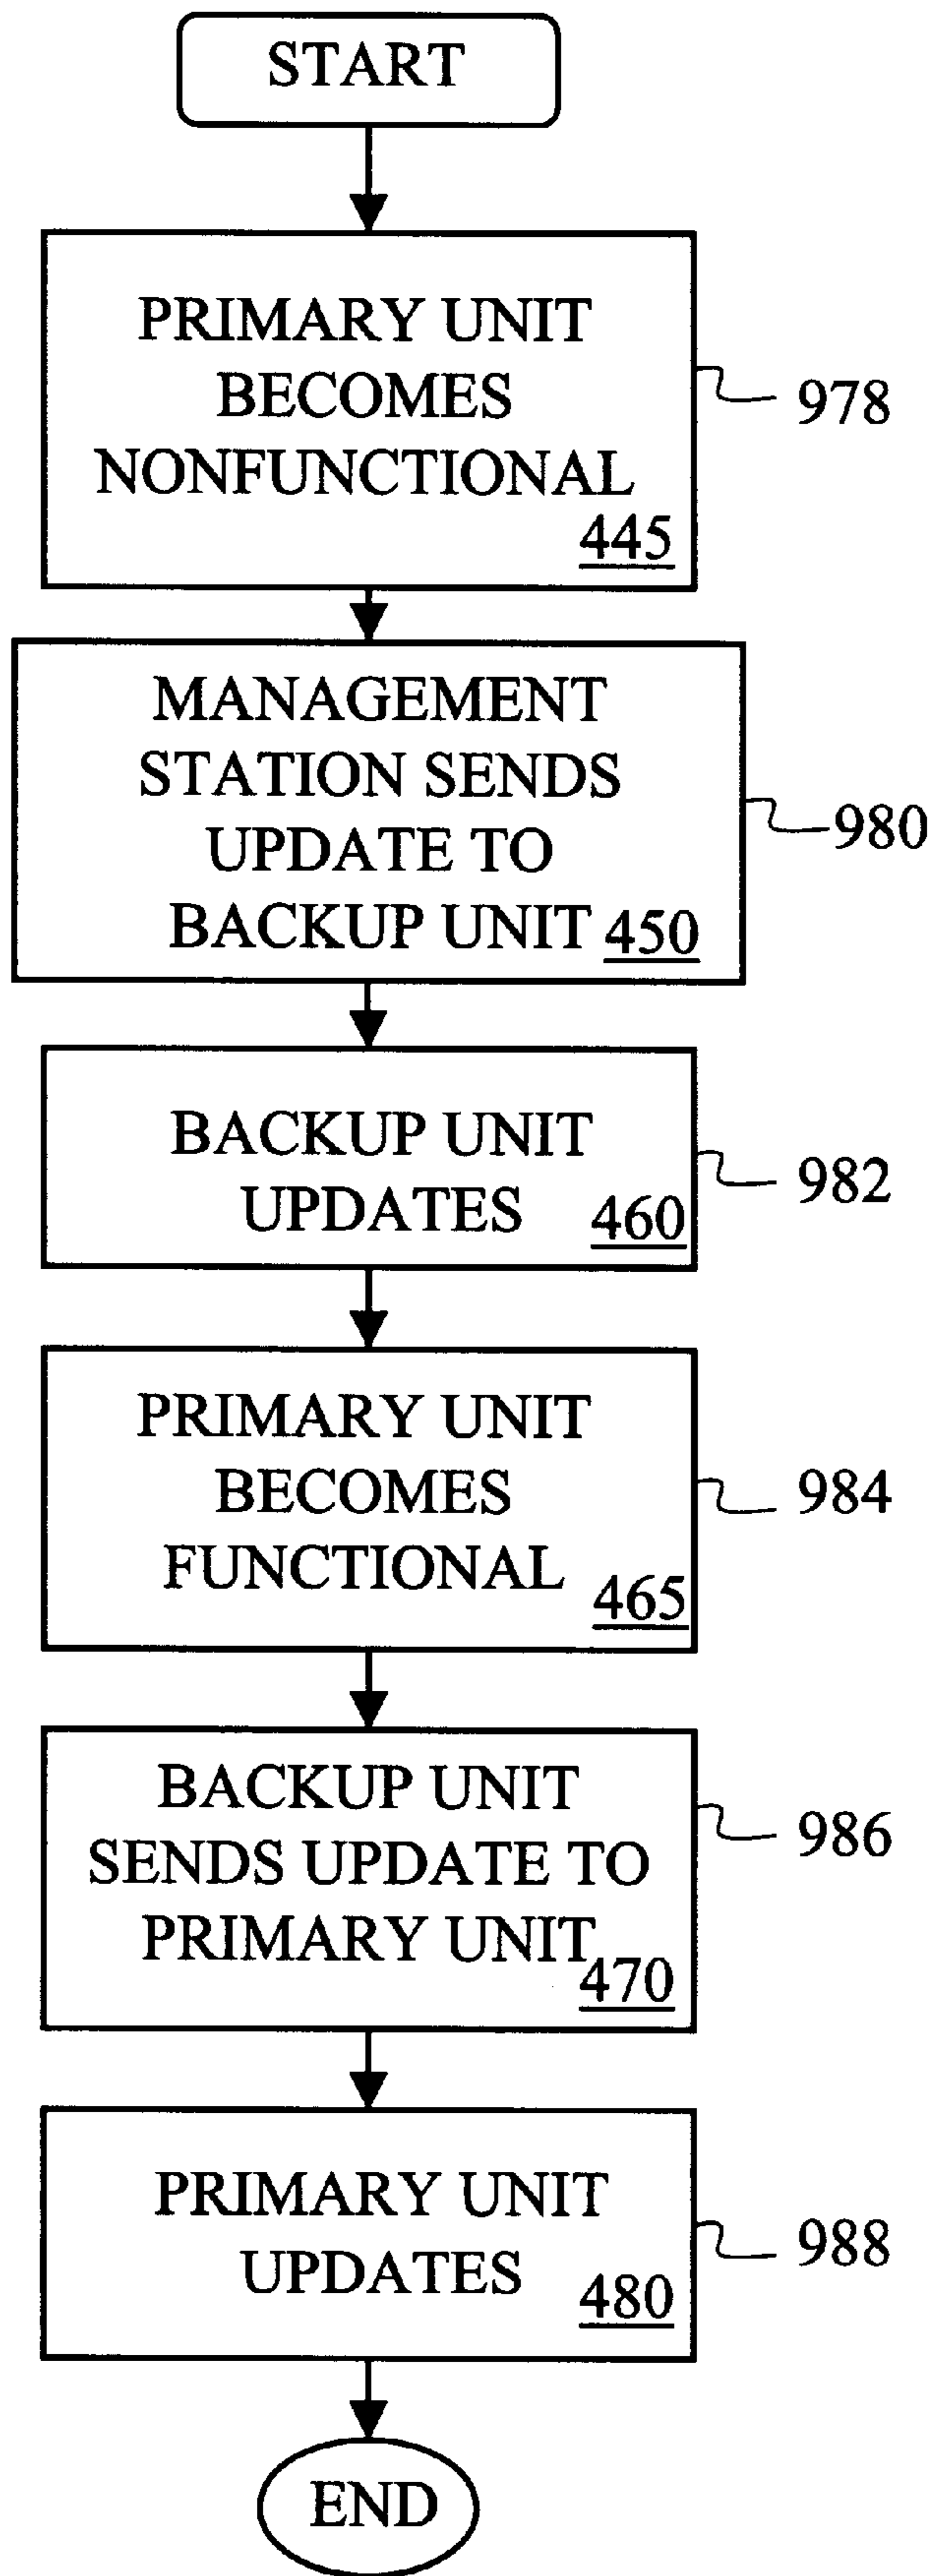 START
PRIMARY UNIT
BECOMES
NONFUNCTIONAL
445
978
MANAGEMENT
STATION SENDS
UPDATE TO
BACKUP UNIT 450
980
BACKUP UNIT
UPDATES 460
982
PRIMARY UNIT
BECOMES
FUNCTIONAL 465
984
BACKUP UNIT
SENDS UPDATE TO
PRIMARY UNIT
470
986
PRIMARY UNIT
UPDATES 480
988
END